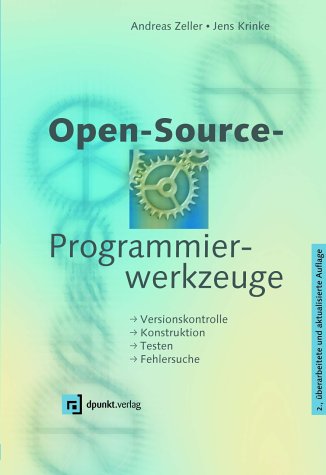 Andreas Zeller • Jens Krinke
Open-Source-
Programmier-
werkzeuge
→ Versionskontrolle
→ Konstruktion
→ Testen
→ Fehlersuche
dpunkt.verlag
2., überarbeitete und aktualisierte Auflage